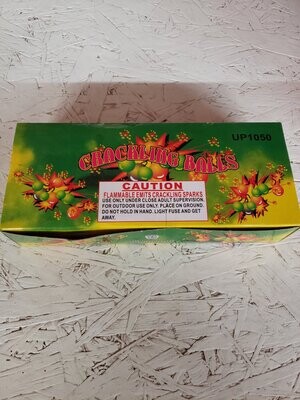 UP1050
CRACKLING BALLS
CAUTION
FLAMMABLE EMITS CRACKLING SPARKS
USE ONLY UNDER CLOSE ADULT SUPERVISION.
FOR OUTDOOR USE ONLY. PLACE ON GROUND.
DO NOT HOLD IN HAND. LIGHT FUSE AND GET
AWAY.